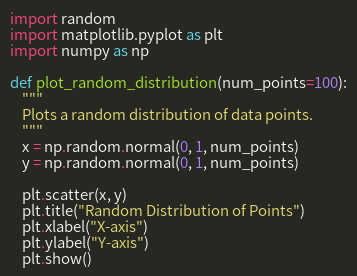 import random
import matplotlib.pyplot as plt
import numpy as np

def plot_random_distribution(num_points=100):
    """
    Plots a random distribution of data points.
    """
    x = np.random.normal(0, 1, num_points)
    y = np.random.normal(0, 1, num_points)

    plt.scatter(x, y)
    plt.title("Random Distribution of Points")
    plt.xlabel("X-axis")
    plt.ylabel("Y-axis")
    plt.show()